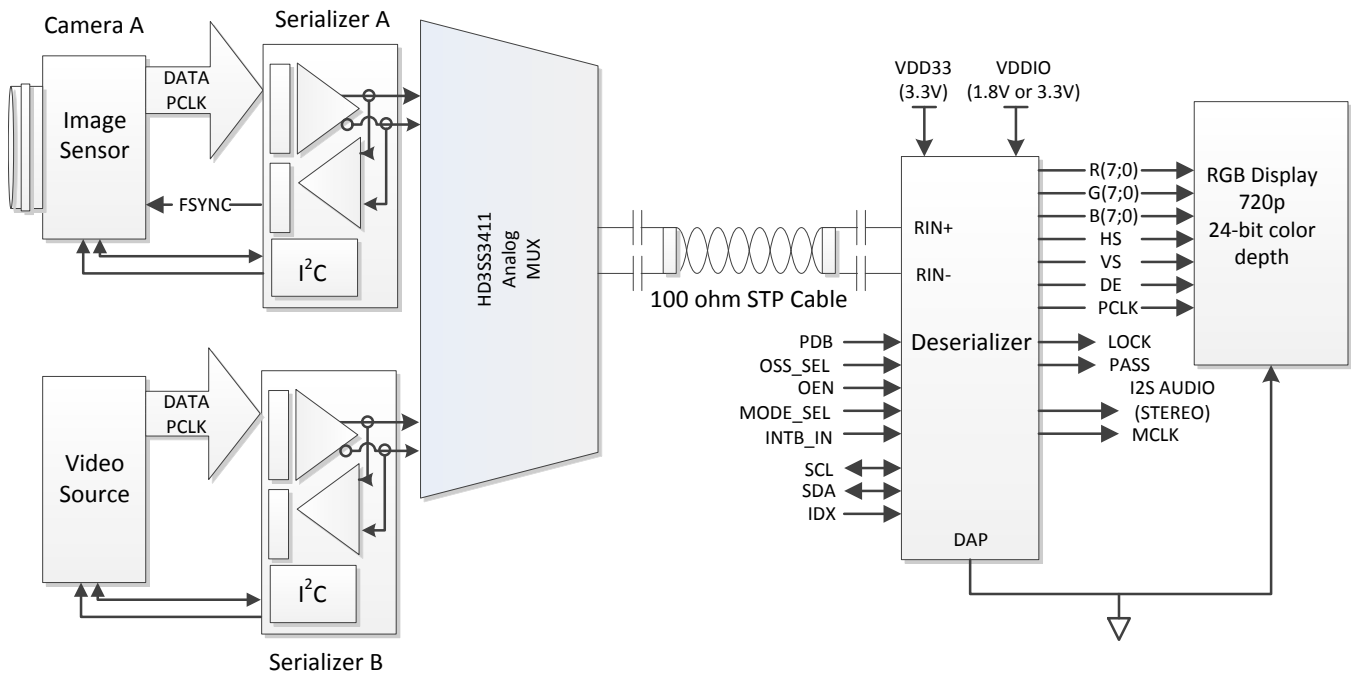 Camera A
Serializer A
DATA
PCLK
Image
Sensor
FSYNC
I²C
HD3SS3411
Analog
MUX
100 ohm STP Cable
VDD33
(3.3V)
VDDIO
(1.8V or 3.3V)
RIN+
RIN-
Deserializer
DAP
PDB
OSS_SEL
OEN
MODE_SEL
INTB_IN
SCL
SDA
IDX
R(7;0)
G(7;0)
B(7;0)
HS
VS
DE
PCLK
LOCK
PASS
I2S AUDIO
(STEREO)
MCLK
RGB Display
720p
24-bit color
depth
DATA
PCLK
Video
Source
I²C
Serializer B